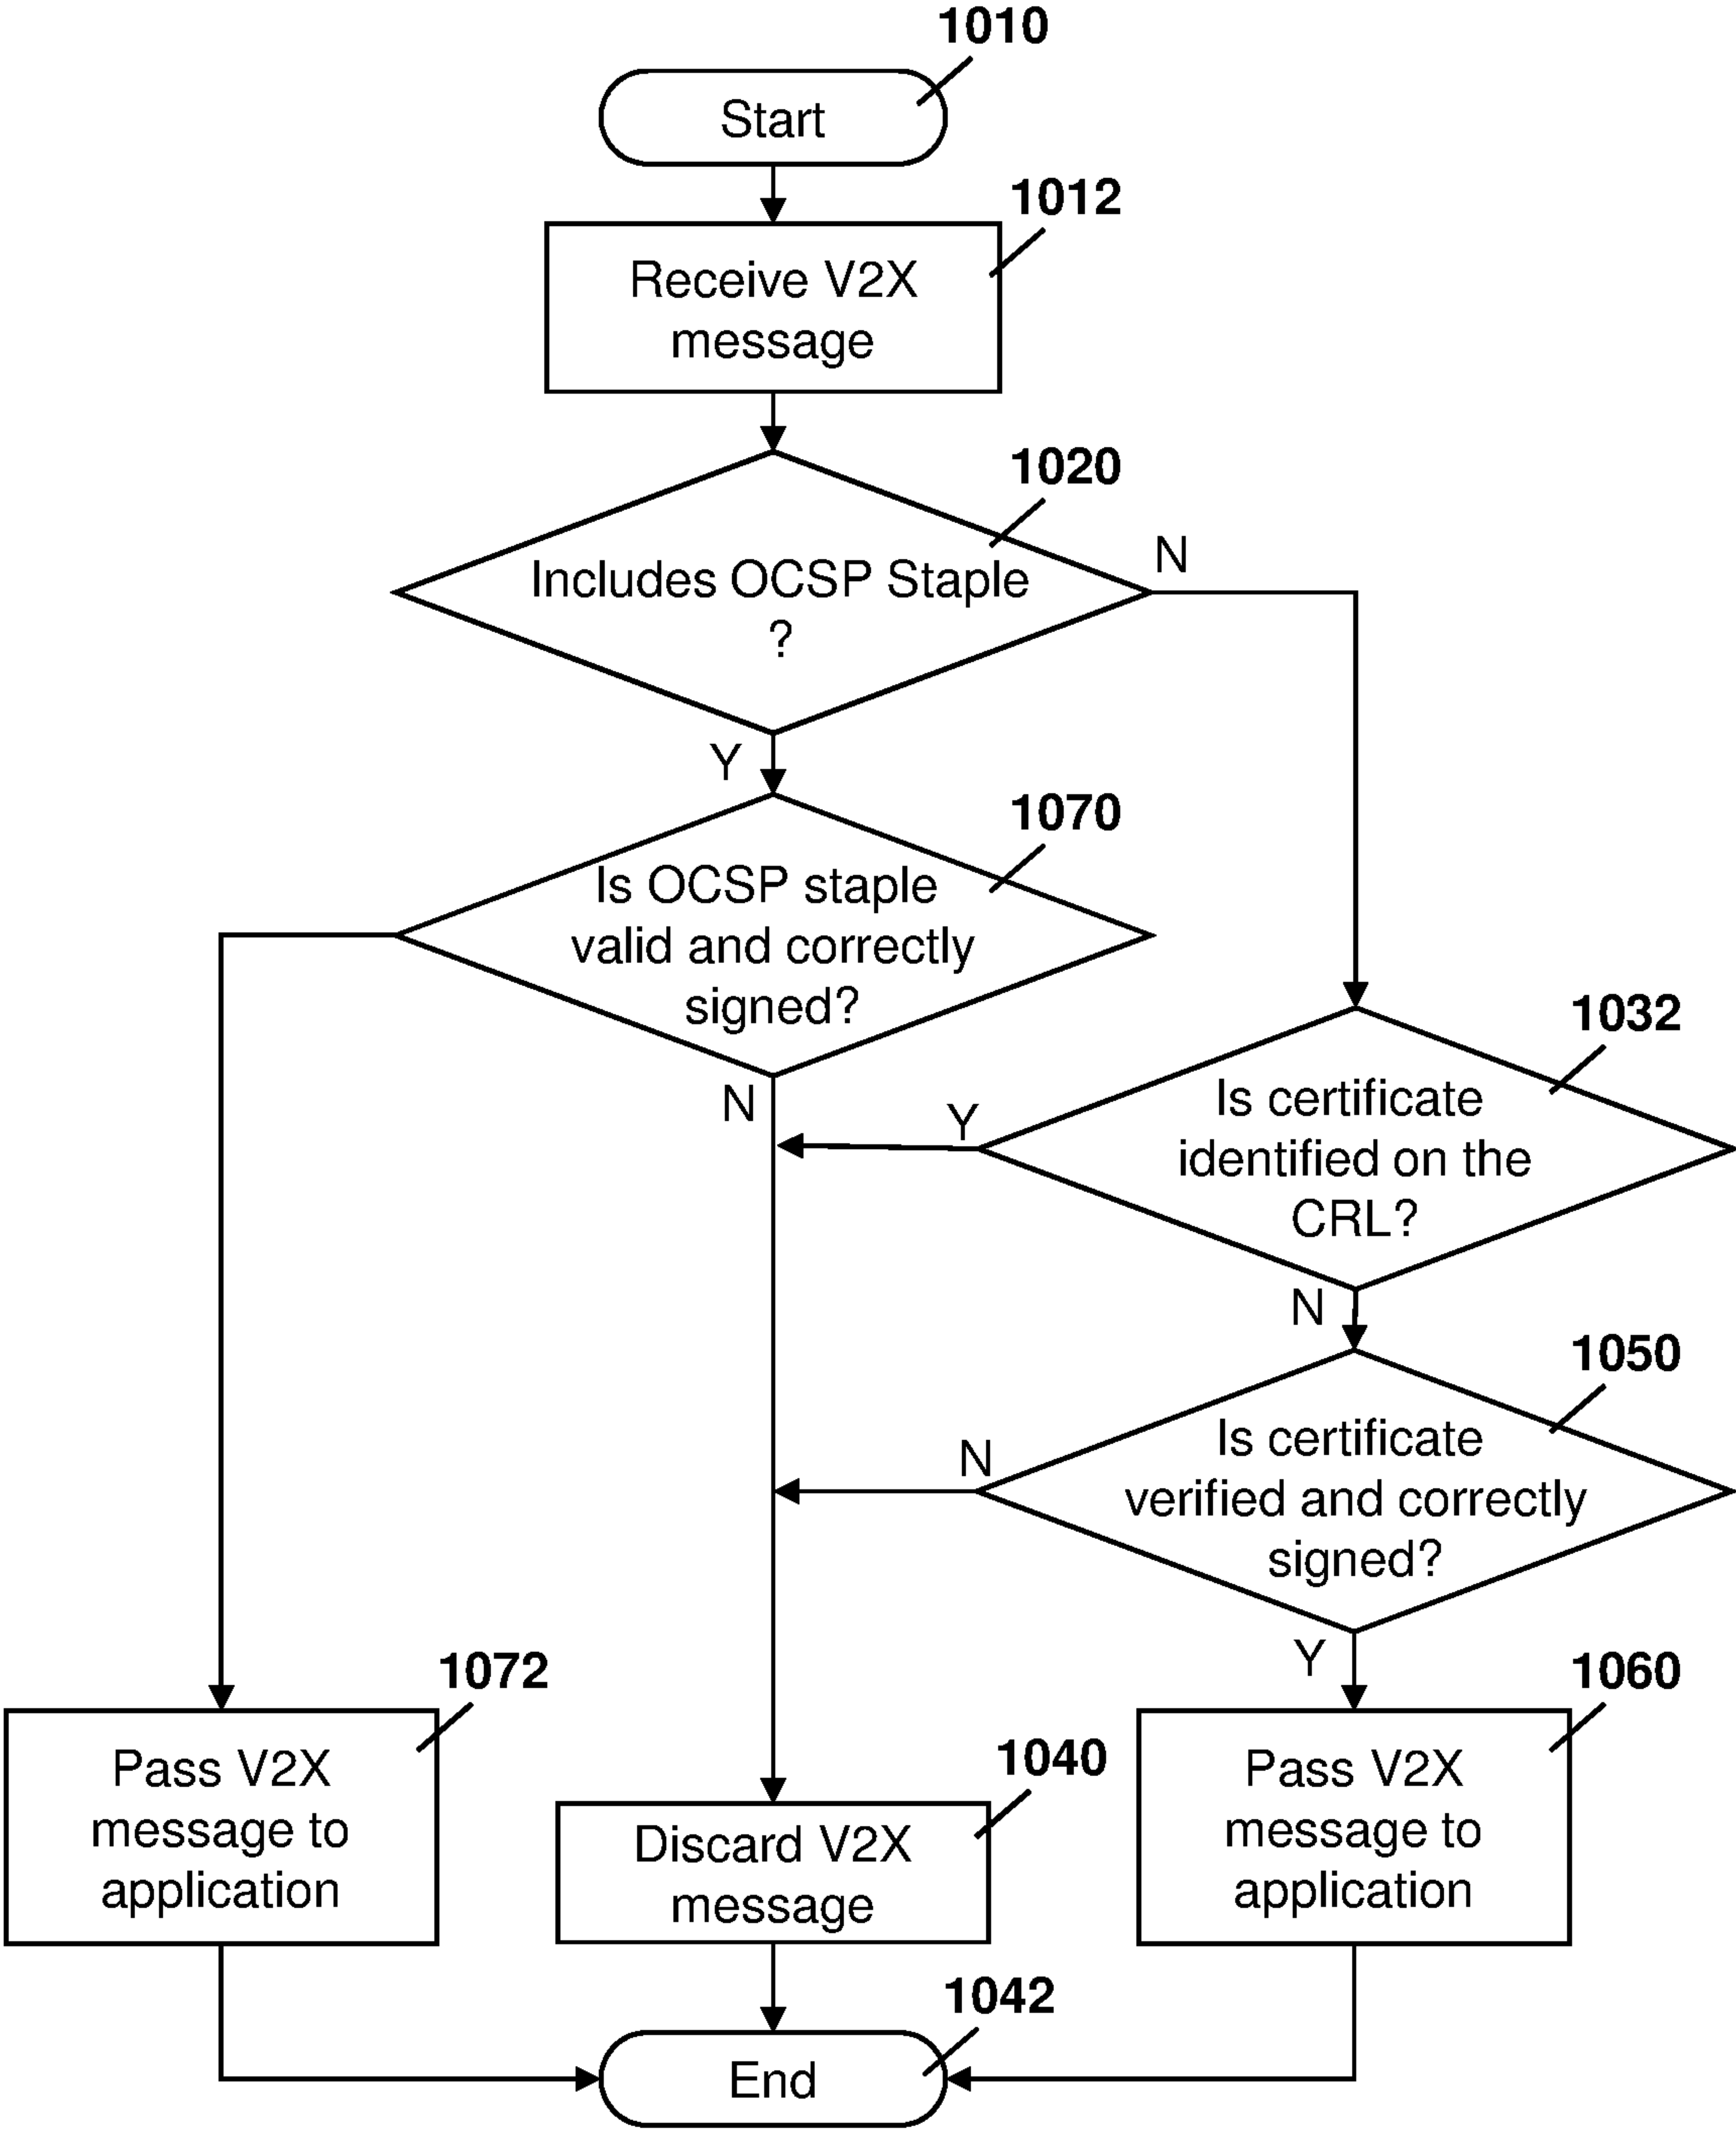 1010
Start
1012
Receive V2X
message
1020
Includes OCSP Staple
?
N
Y
1070
Is OCSP staple
valid and correctly
signed?
N
1032
Is certificate
identified on the
CRL?
Y
N
1050
Is certificate
verified and correctly
signed?
N
Y
1072
Pass V2X
message to
application
1040
Discard V2X
message
1060
Pass V2X
message to
application
1042
End